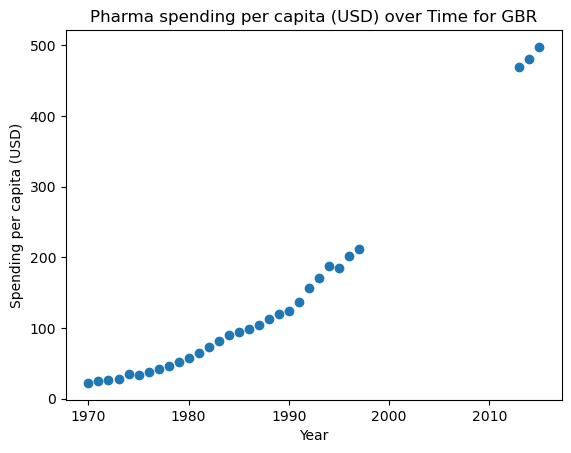 Pharma spending per capita (USD) over Time for GBR
500
400
300
200
100
0
Spending per capita (USD)
1970 1980 1990 2000 2010
Year